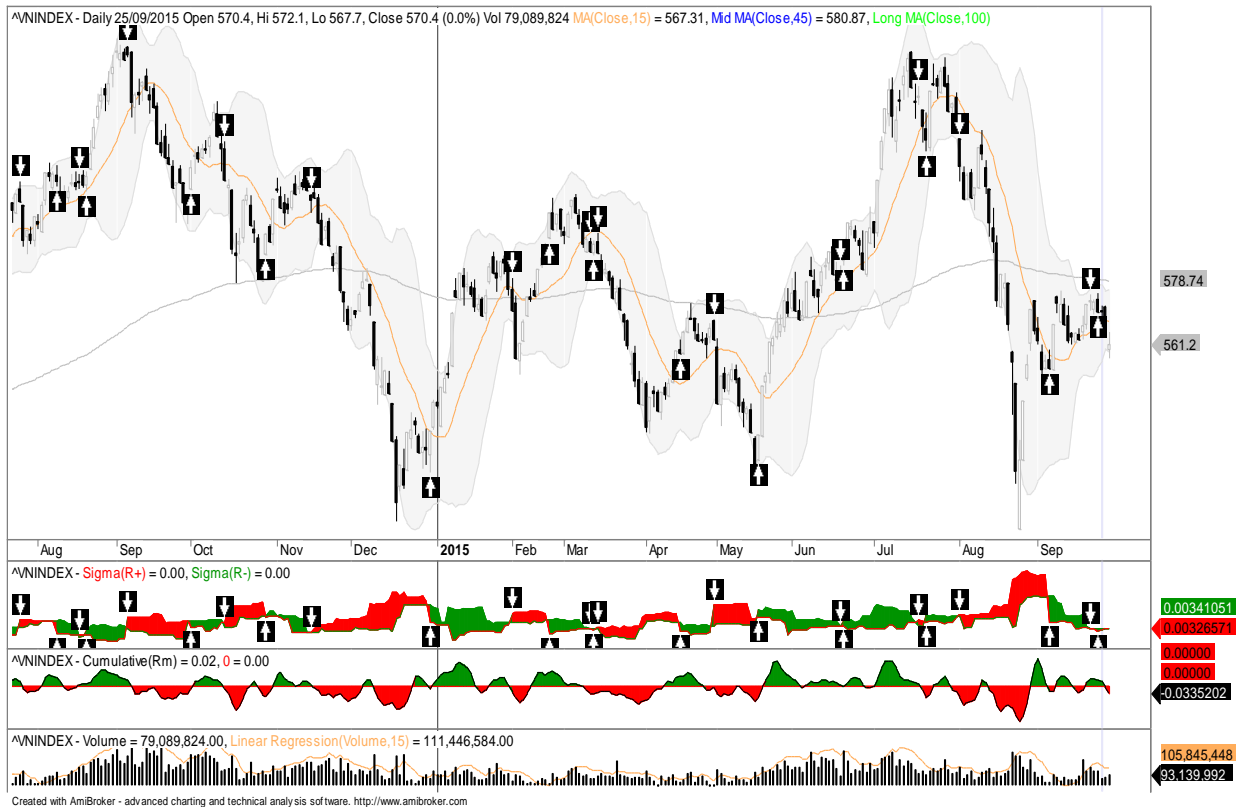 ^VNINDEX - Daily 25/09/2015 Open 570.4, Hi 572.1, Lo 567.7, Close 570.4 (0.0%) Vol 79,089,824 MA(Close,15) = 567.31, Mid MA(Close,45) = 580.87, Long MA(Close,100)
578.74
561.2
Aug Sep Oct Nov Dec 2015 Feb Mar Apr May Jun Jul Aug Sep
^VNINDEX - Sigma(R+) = 0.00, Sigma(R-) = 0.00
0.00341051
0.00326571
0.00000
^VNINDEX - Cumulative(Rm) = 0.02, 0 = 0.00
0.00000
-0.0335202
^VNINDEX - Volume = 79,089,824.00, Linear Regression(Volume,15) = 111,446,584.00
105,845,448
93,139,992
Created with AmiBroker - advanced charting and technical analysis software. http://www.amibroker.com